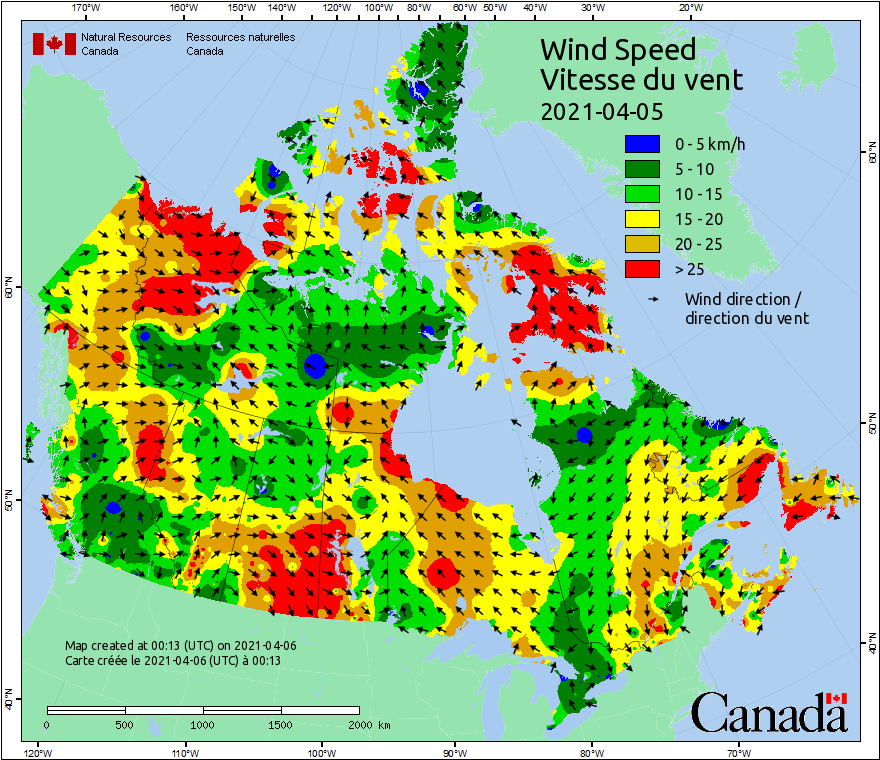 170°W 160°W 150°W 140°W 130°W 120°W 110°W 100°W 90°W 80°W 70°W 60°W 50°W 40°W 30°W 20°W
Natural Resources Ressources naturelles
Canada Canada
Wind Speed
Vitesse du vent
2021-04-05
0 - 5 km/h
5 - 10
10 - 15
15 - 20
20 - 25
> 25
Wind direction /
direction du vent
60°N
60°N
50°N
50°N
40°N
40°N
Map created at 00:13 (UTC) on 2021-04-06
Carte créée le 2021-04-06 (UTC) à 00:13
0 500 1000 1500 2000 km
Canada
120°W 110°W 100°W 90°W 80°W 70°W